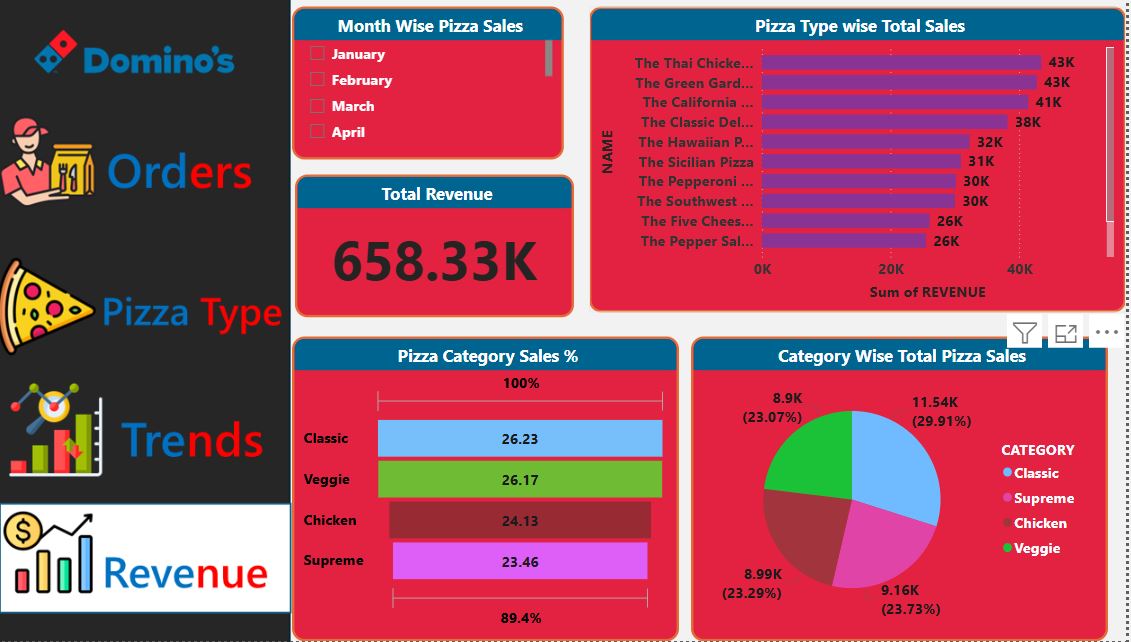 Domino's
Orders
Pizza Type
Trends
Revenue
Month Wise Pizza Sales
January
February
March
April
Total Revenue
658.33K
Pizza Type wise Total Sales
NAME
The Thai Chicke... 43K
The Green Gard... 43K
The California ... 41K
The Classic Del... 38K
The Hawaiian P... 32K
The Sicilian Pizza 31K
The Pepperoni ... 30K
The Southwest ... 30K
The Five Chees... 26K
The Pepper Sal... 26K
0K 20K 40K
Sum of REVENUE
Pizza Category Sales %
100%
Classic 26.23
Veggie 26.17
Chicken 24.13
Supreme 23.46
89.4%
Category Wise Total Pizza Sales
8.9K
(23.07%)
11.54K
(29.91%)
8.99K
(23.29%)
9.16K
(23.73%)
CATEGORY
Classic
Supreme
Chicken
Veggie